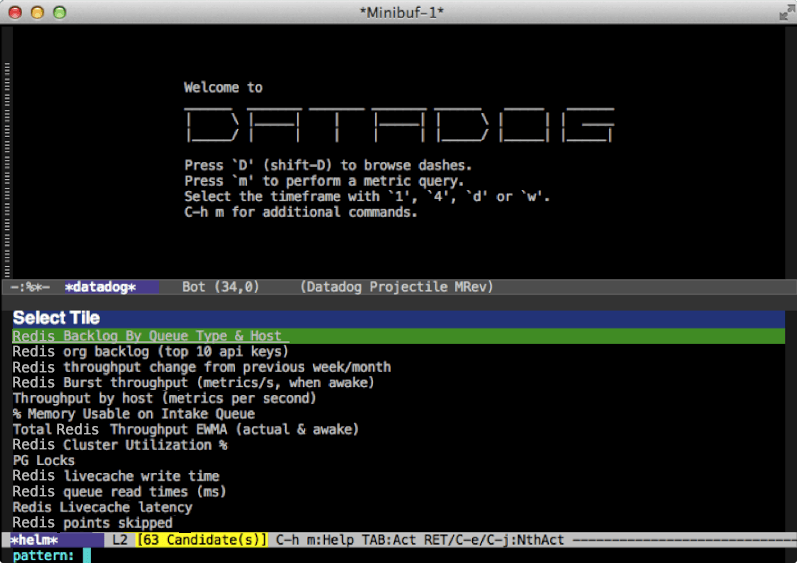 *Minibuf-1*
Welcome to
DATADOG
Press `D' (shift-D) to browse dashes.
Press `m' to perform a metric query.
Select the timeframe with `1', `4', `d' or `w'.
C-h m for additional commands.
-:%*- *datadog* Bot (34,0) (Datadog Projectile MRev)
Select Tile
Redis Backlog By Queue Type & Host
Redis org backlog (top 10 api keys)
Redis throughput change from previous week/month
Redis Burst throughput (metrics/s, when awake)
Throughput by host (metrics per second)
% Memory Usable on Intake Queue
Total Redis Throughput EWMA (actual & awake)
Redis Cluster Utilization %
PG Locks
Redis livecache write time
Redis queue read times (ms)
Redis Livecache latency
Redis points skipped
*helm* L2 [63 Candidate(s)] C-h m:Help TAB:Act RET/C-e/C-j:NthAct -----------------------------
pattern: